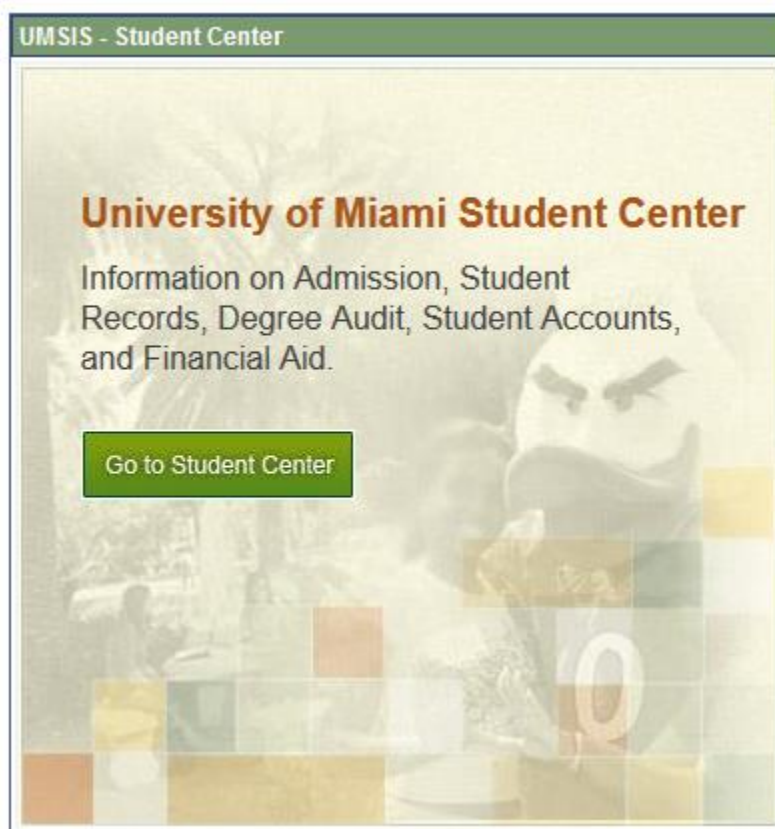 UMSIS - Student Center
University of Miami Student Center
Information on Admission, Student
Records, Degree Audit, Student Accounts,
and Financial Aid.
Go to Student Center
0